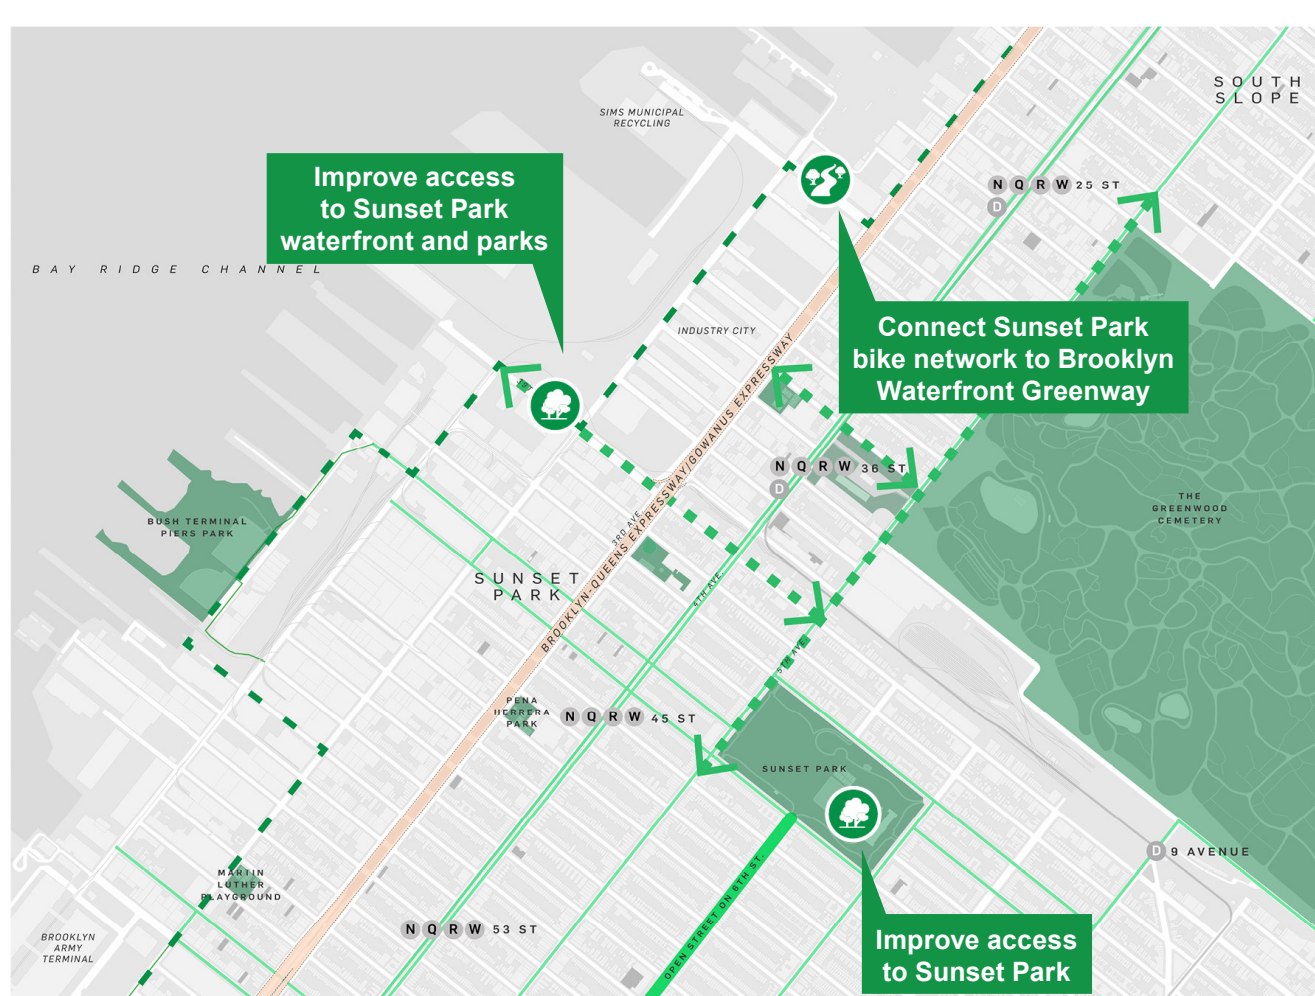 SOUTH
SLOPE
SIMS MUNICIPAL
RECYCLING
Improve access
to Sunset Park
waterfront and parks
N Q R W 25 ST
D
BAY RIDGE CHANNEL
INDUSTRY CITY
Connect Sunset Park
bike network to Brooklyn
Waterfront Greenway
BROOKLYN-QUEENS EXPRESSWAY/GOWANUS EXPRESSWAY
N Q R W 36 ST
D
THE
GREENWOOD
CEMETERY
BUSH TERMINAL
PIERS PARK
3RD AVE.
SUNSET
PARK
4TH AVE.
5TH AVE.
PENA
HERRERA
PARK
N Q R W 45 ST
SUNSET PARK
D 9 AVENUE
MARTIN
LUTHER
PLAYGROUND
OPEN STREET ON 6TH ST.
N Q R W 53 ST
BROOKLYN
ARMY
TERMINAL
Improve access
to Sunset Park